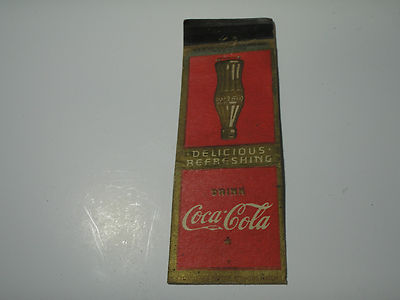 DELICIOUS
REFRESHING
DRINK
Coca-Cola